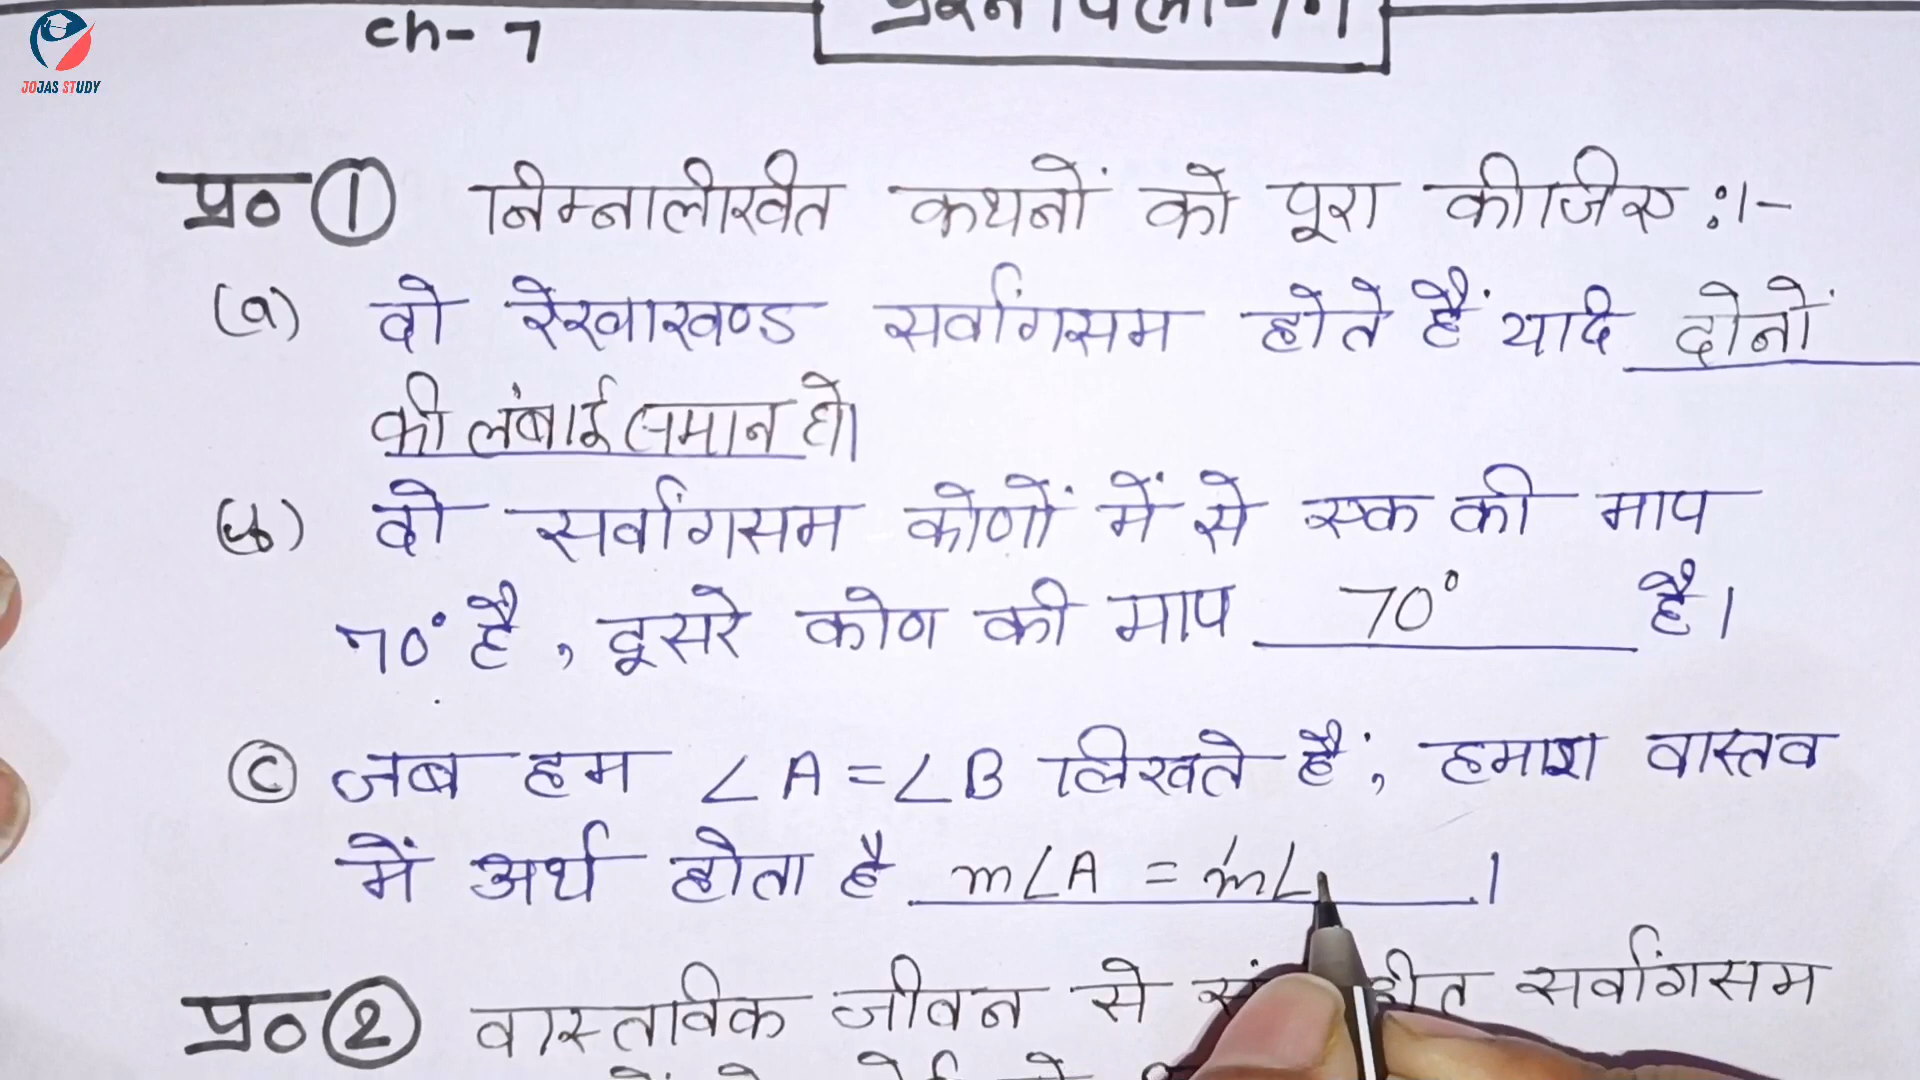 JOJAS STUDY
ch- 7
प्र० ① निम्नलिखित कथनों को पूरा कीजिए :।-
(a) दो रेखाखण्ड सर्वांगसम होते हैं यदि दोनों
की लंबाई समान हो।
(b) दो सर्वांगसम कोणों में से एक की माप
70° है , दूसरे कोण की माप 70° है।
Ⓒ जब हम ∠A = ∠B लिखते हैं, हमारा वास्तव
में अर्थ होता है m∠A = m∠ ।
प्र० ② वास्तविक जीवन से सर्वांगसम